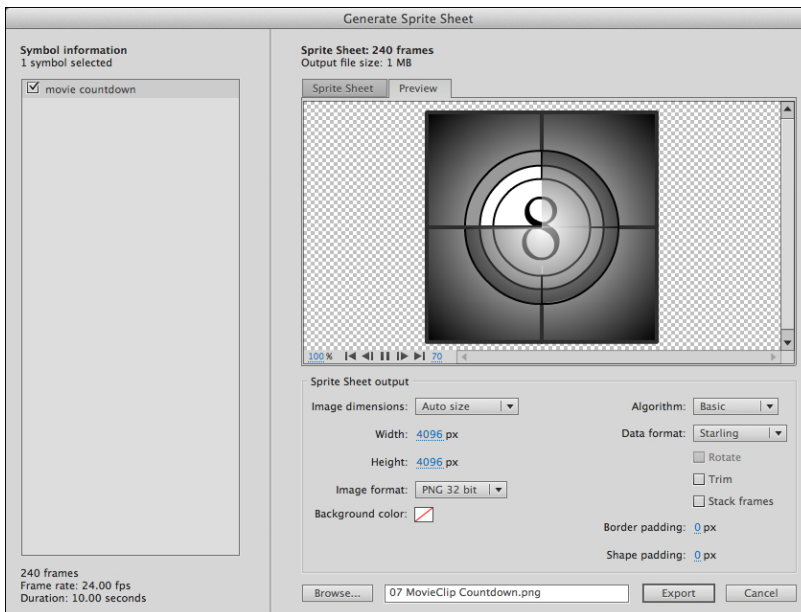 Generate Sprite Sheet
Symbol information
1 symbol selected
movie countdown
240 frames
Frame rate: 24.00 fps
Duration: 10.00 seconds
Sprite Sheet: 240 frames
Output file size: 1 MB
Sprite Sheet Preview
8
100 % 70
Sprite Sheet output
Image dimensions: Auto size
Width: 4096 px
Height: 4096 px
Image format: PNG 32 bit
Background color:
Algorithm: Basic
Data format: Starling
Rotate
Trim
Stack frames
Border padding: 0 px
Shape padding: 0 px
Browse... 07 MovieClip Countdown.png Export Cancel